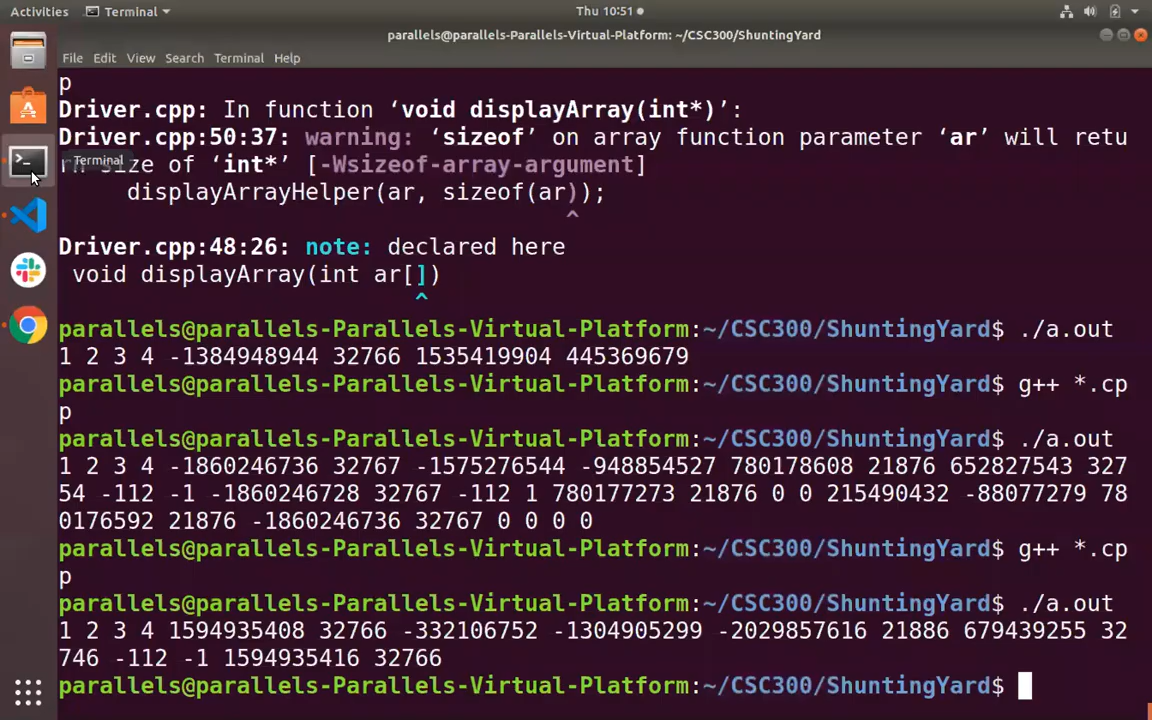 Activities Terminal Thu 10:51
parallels@parallels-Parallels-Virtual-Platform: ~/CSC300/ShuntingYard
File Edit View Search Terminal Help
p
Driver.cpp: In function ‘void displayArray(int*)’:
Driver.cpp:50:37: warning: ‘sizeof’ on array function parameter ‘ar’ will retu
rn size of ‘int*’ [-Wsizeof-array-argument]
Terminal
displayArrayHelper(ar, sizeof(ar));
^
Driver.cpp:48:26: note: declared here
void displayArray(int ar[])
^
parallels@parallels-Parallels-Virtual-Platform:~/CSC300/ShuntingYard$ ./a.out
1 2 3 4 -1384948944 32766 1535419904 445369679
parallels@parallels-Parallels-Virtual-Platform:~/CSC300/ShuntingYard$ g++ *.cp
p
parallels@parallels-Parallels-Virtual-Platform:~/CSC300/ShuntingYard$ ./a.out
1 2 3 4 -1860246736 32767 -1575276544 -948854527 780178608 21876 652827543 327
54 -112 -1 -1860246728 32767 -112 1 780177273 21876 0 0 215490432 -88077279 78
0176592 21876 -1860246736 32767 0 0 0 0
parallels@parallels-Parallels-Virtual-Platform:~/CSC300/ShuntingYard$ g++ *.cp
p
parallels@parallels-Parallels-Virtual-Platform:~/CSC300/ShuntingYard$ ./a.out
1 2 3 4 1594935408 32766 -332106752 -1304905299 -2029857616 21886 679439255 32
746 -112 -1 1594935416 32766
parallels@parallels-Parallels-Virtual-Platform:~/CSC300/ShuntingYard$